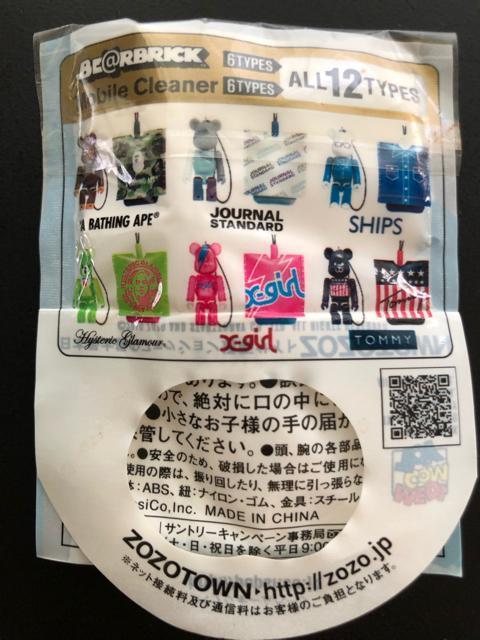 BE@RBRICK 6TYPES
Mobile Cleaner 6TYPES
ALL 12 TYPES
A BATHING APE®
JOURNAL STANDARD
SHIPS
Hysteric Glamour
X-girl
X-girl
TOMMY
ので、絶対に口の中に
●小さなお子様の手の届か
管してください。●頭、腕の各部品
●安全のため、破損した場合はご使用に
使用の際は、振り回したり、無理に引っ張らな
体:ABS、紐:ナイロン・ゴム、金具:スチール
siCo,Inc. MADE IN CHINA
サントリーキャンペーン事務局
土・日・祝日を除く平日9:00
ZOZOTOWN・http://zozo.jp
※ネット接続料及び通信料はお客様のご負担となります。